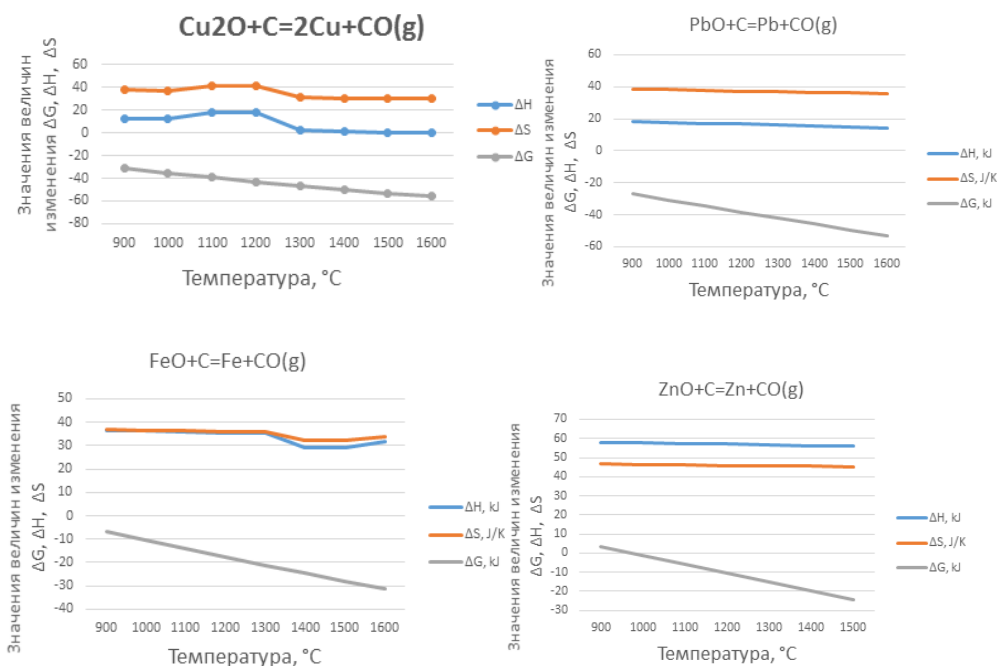 Cu2O+C=2Cu+CO(g)
Значения величин
изменения ΔG, ΔH, ΔS
60
40
20
0
-20
-40
-60
-80
900 1000 1100 1200 1300 1400 1500 1600
Температура, °C
ΔH
ΔS
ΔG
PbO+C=Pb+CO(g)
Значения величин изменения
ΔG, ΔH, ΔS
60
40
20
0
-20
-40
-60
900 1000 1100 1200 1300 1400 1500 1600
Температура, °C
ΔH, kJ
ΔS, J/K
ΔG, kJ
FeO+C=Fe+CO(g)
Значения величин изменения
ΔG, ΔH, ΔS
50
40
30
20
10
0
-10
-20
-30
-40
900 1000 1100 1200 1300 1400 1500 1600
Температура, °C
ΔH, kJ
ΔS, J/K
ΔG, kJ
ZnO+C=Zn+CO(g)
Значения величин изменения
ΔG, ΔH, ΔS
70
60
50
40
30
20
10
0
-10
-20
-30
900 1000 1100 1200 1300 1400 1500
Температура, °C
ΔH, kJ
ΔS, J/K
ΔG, kJ